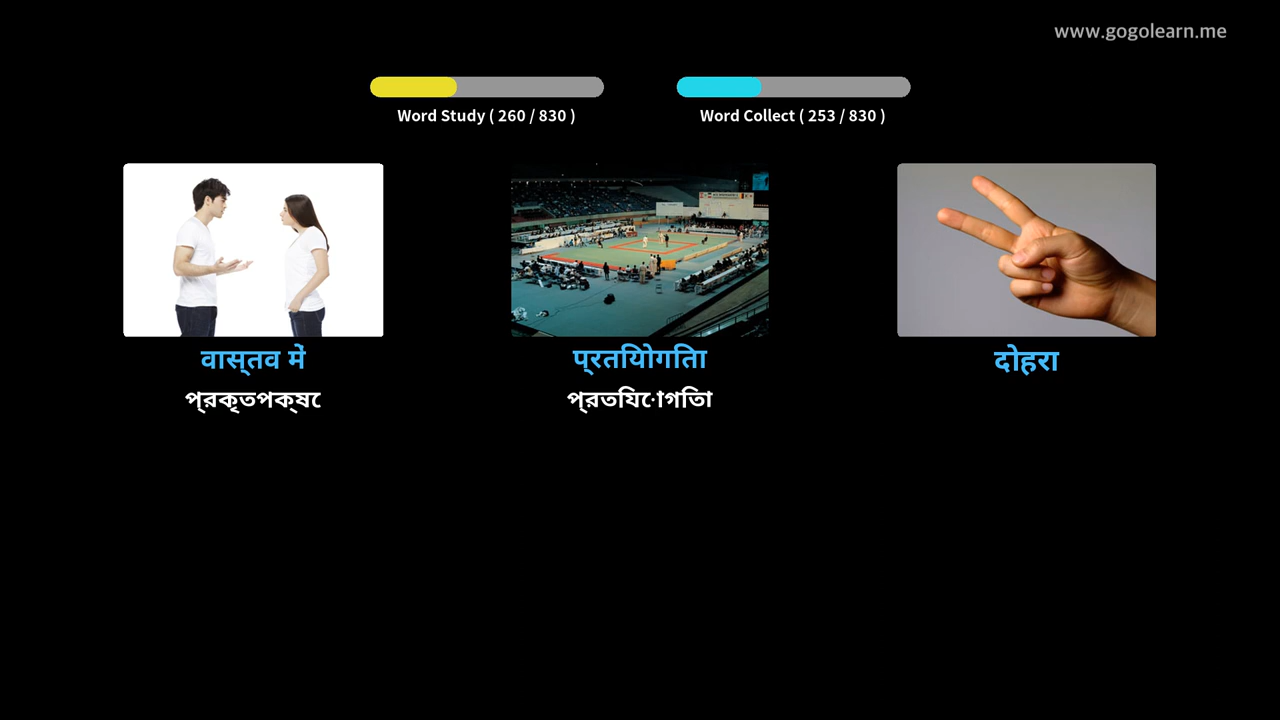 www.gogolearn.me
Word Study ( 260 / 830 )
Word Collect ( 253 / 830 )
वास्तव में
प्रतियोगिता
दोहरा
প্রকৃতপক্ষে
প্রতিযোগিতা